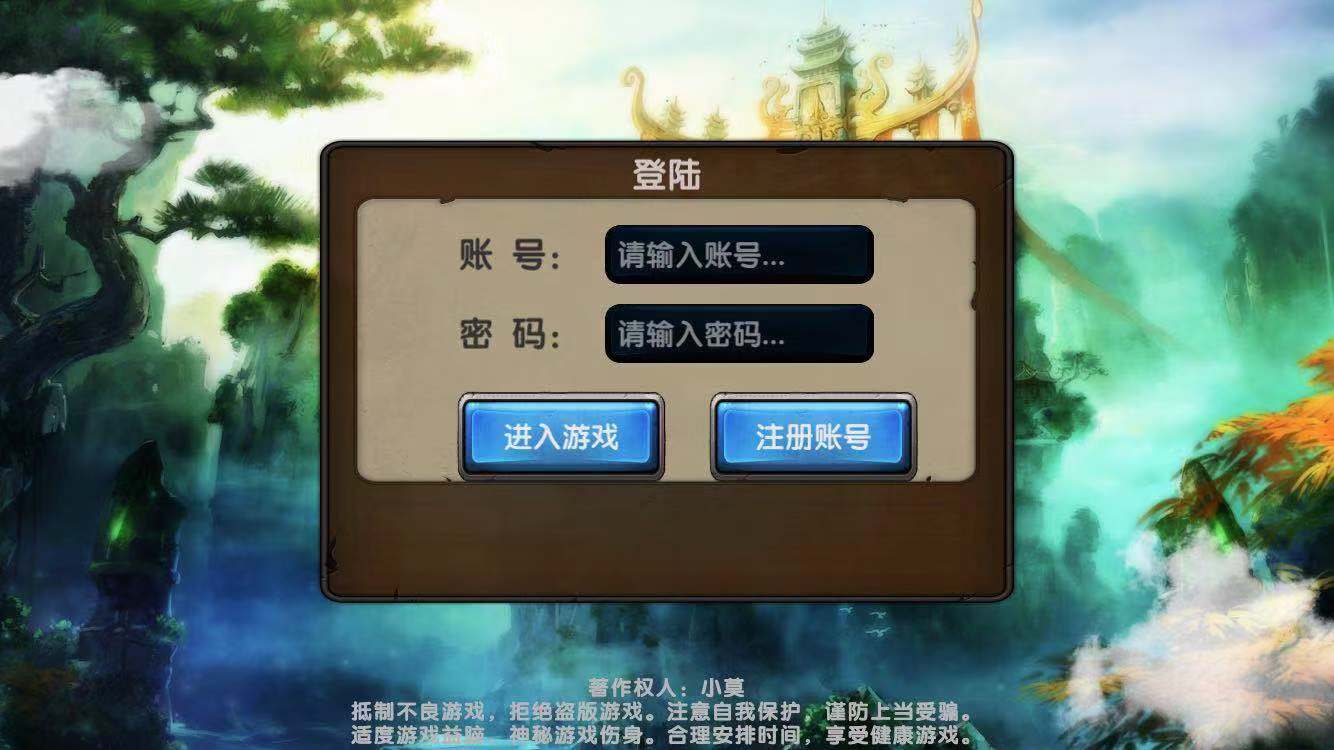 登陆
账 号：
请输入账号...
密 码：
请输入密码...
进入游戏
注册账号
著作权人：小莫
抵制不良游戏，拒绝盗版游戏。注意自我保护，谨防上当受骗。
适度游戏益脑，神秘游戏伤身。合理安排时间，享受健康游戏。